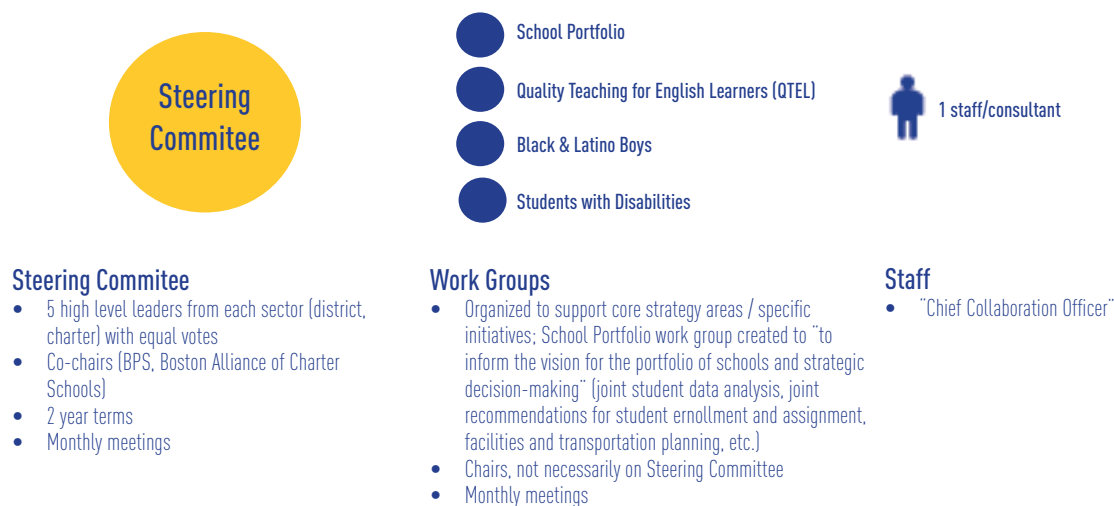 Steering
Commitee
School Portfolio
Quality Teaching for English Learners (QTEL)
Black & Latino Boys
Students with Disabilities
1 staff/consultant
Steering Commitee
• 5 high level leaders from each sector (district,
charter) with equal votes
• Co-chairs (BPS, Boston Alliance of Charter
Schools)
• 2 year terms
• Monthly meetings
Work Groups
• Organized to support core strategy areas / specific
initiatives; School Portfolio work group created to ¨to
inform the vision for the portfolio of schools and strategic
decision-making¨ (joint student data analysis, joint
recommendations for student ernollment and assignment,
facilities and transportation planning, etc.)
• Chairs, not necessarily on Steering Committee
• Monthly meetings
Staff
• ¨Chief Collaboration Officer¨